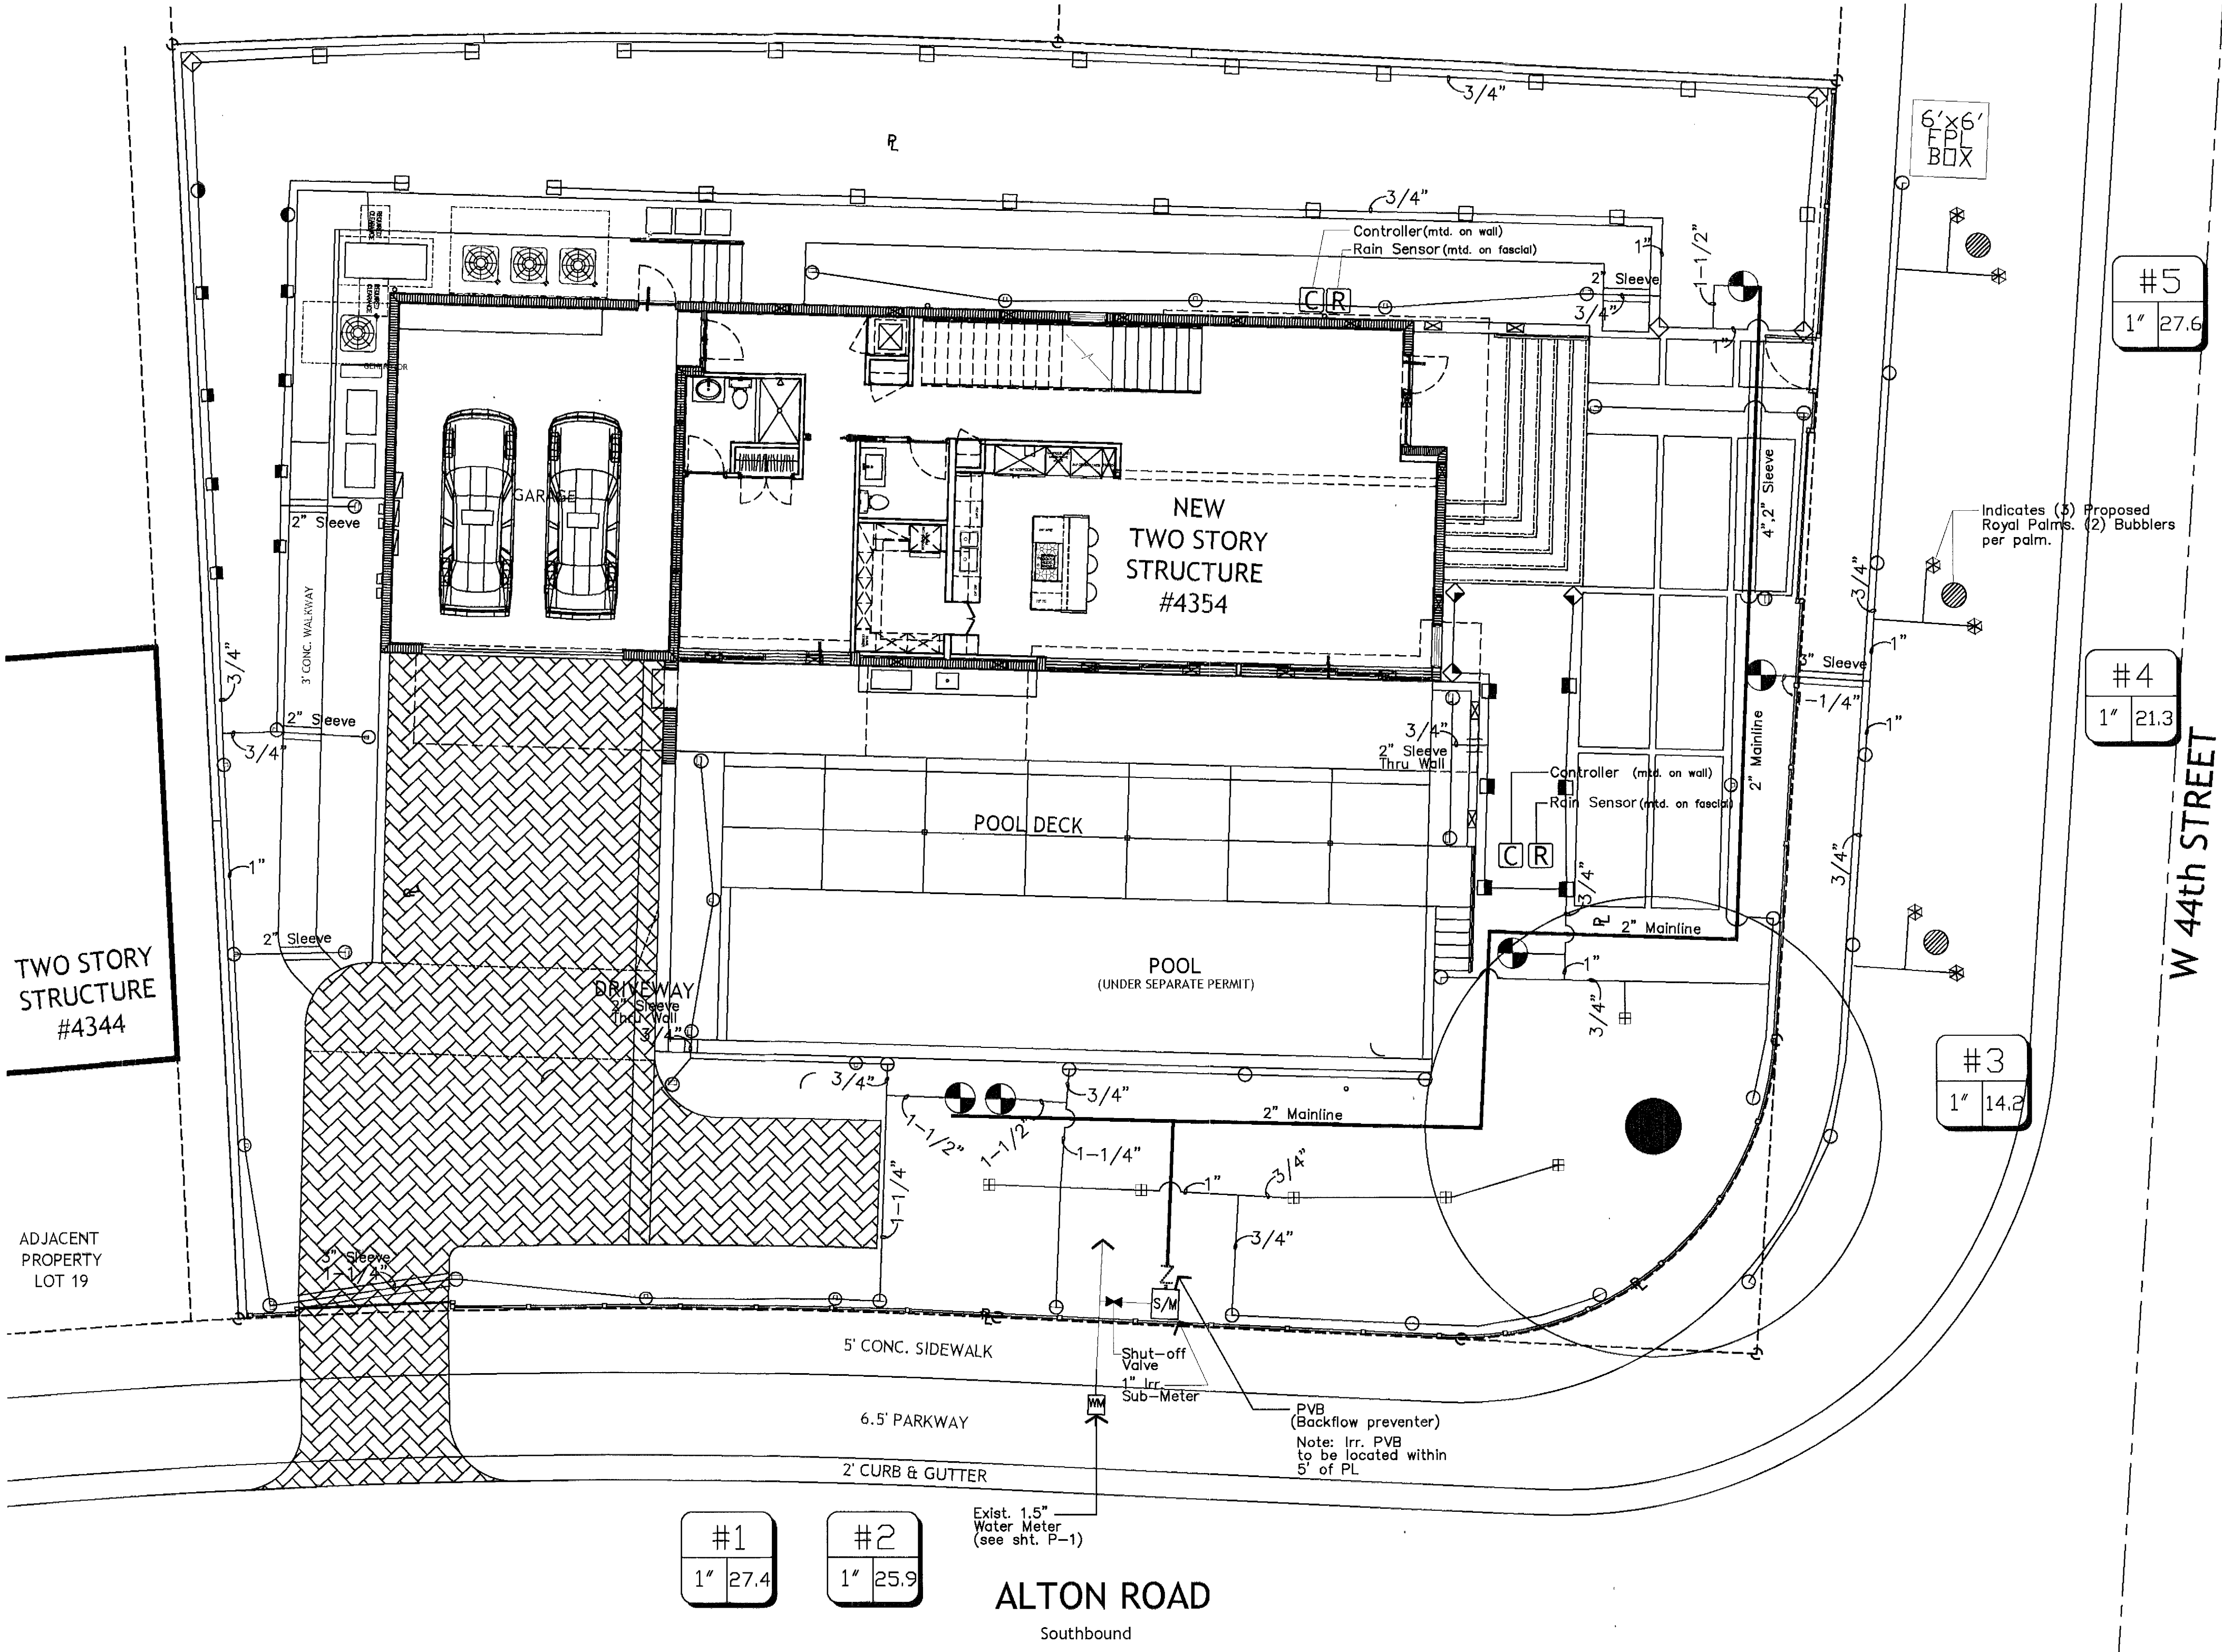 3/4"
6'x6'
FPL
BOX
3/4"
Controller(mtd. on wall)
Rain Sensor(mtd. on fascial)
C R
1"
1-1/2"
2" Sleeve
3/4"
1"
#5
1" 27.6
GENERATOR
GARAGE
2" Sleeve
NEW
TWO STORY
STRUCTURE
#4354
4",2" Sleeve
Indicates (3) Proposed
Royal Palms. (2) Bubblers
per palm.
3/4"
1"
3' CONC. WALKWAY
3/4"
2" Sleeve
3/4"
3" Sleeve
-1/4"
1"
#4
1" 21.3
3/4"
2" Sleeve
Thru Wall
2" Mainline
Controller (mtd. on wall)
Rain Sensor(mtd. on fascial)
C R
W 44th STREET
POOL DECK
1"
3/4"
3/4"
2" Sleeve
2" Mainline
TWO STORY
STRUCTURE
#4344
POOL
(UNDER SEPARATE PERMIT)
1"
3/4"
DRIVEWAY
2" Sleeve
Thru Wall
3/4"
#3
1" 14.2
3/4"
3/4"
2" Mainline
1-1/2"
1-1/2"
1-1/4"
1-1/4"
1"
3/4"
3/4"
ADJACENT
PROPERTY
LOT 19
3" Sleeve
1-1/4"
S/M
5' CONC. SIDEWALK
Shut-off
Valve
1" Irr.
Sub-Meter
WM
PVB
(Backflow preventer)
Note: Irr. PVB
to be located within
5' of PL
6.5' PARKWAY
2' CURB & GUTTER
Exist. 1.5"
Water Meter
(see sht. P-1)
#1
1" 27.4
#2
1" 25.9
ALTON ROAD
Southbound